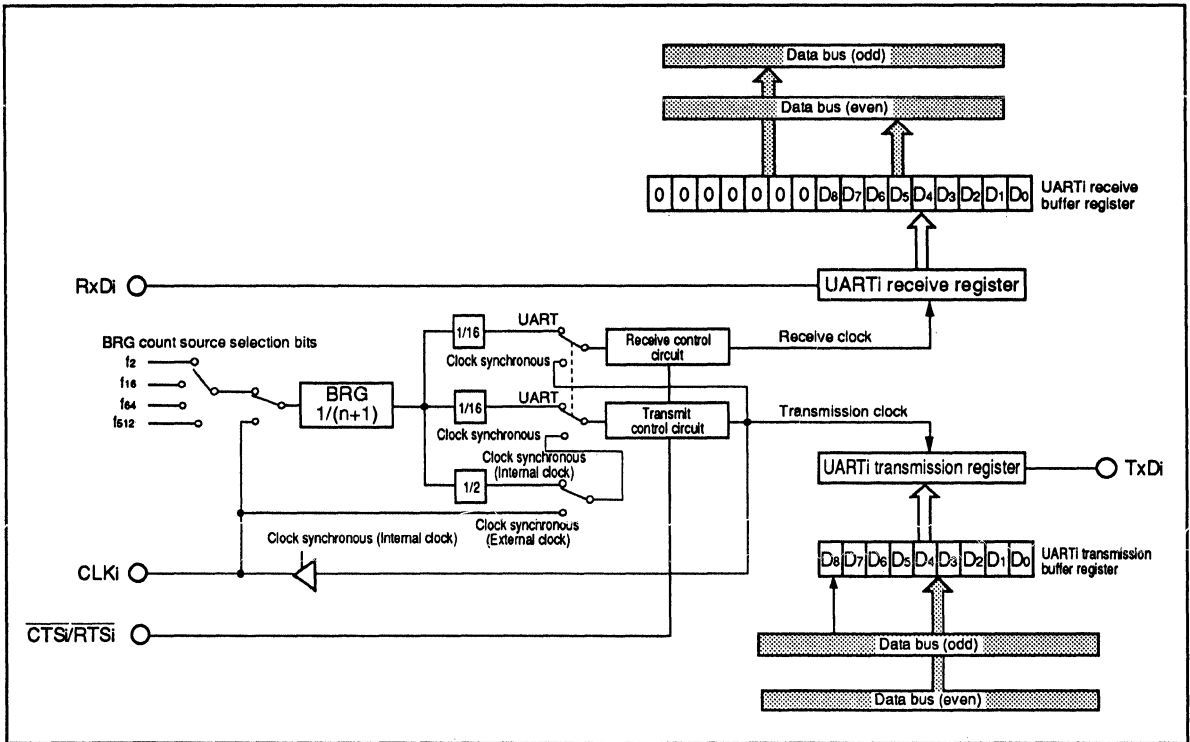 Data bus (odd)
Data bus (even)
0 0 0 0 0 0 0 D8 D7 D6 D5 D4 D3 D2 D1 D0
UARTi receive
buffer register
RxDi
UARTi receive register
BRG count source selection bits
f2
f16
f64
f512
BRG
1/(n+1)
1/16
UART
Clock synchronous
Receive control
circuit
Receive clock
1/16
UART
Clock synchronous
Transmit
control circuit
Transmission clock
Clock synchronous
(Internal clock)
1/2
Clock synchronous
(External clock)
UARTi transmission register
TxDi
Clock synchronous (Internal clock)
CLKi
D8 D7 D6 D5 D4 D3 D2 D1 D0
UARTi transmission
buffer register
CTSi/RTSi
Data bus (odd)
Data bus (even)